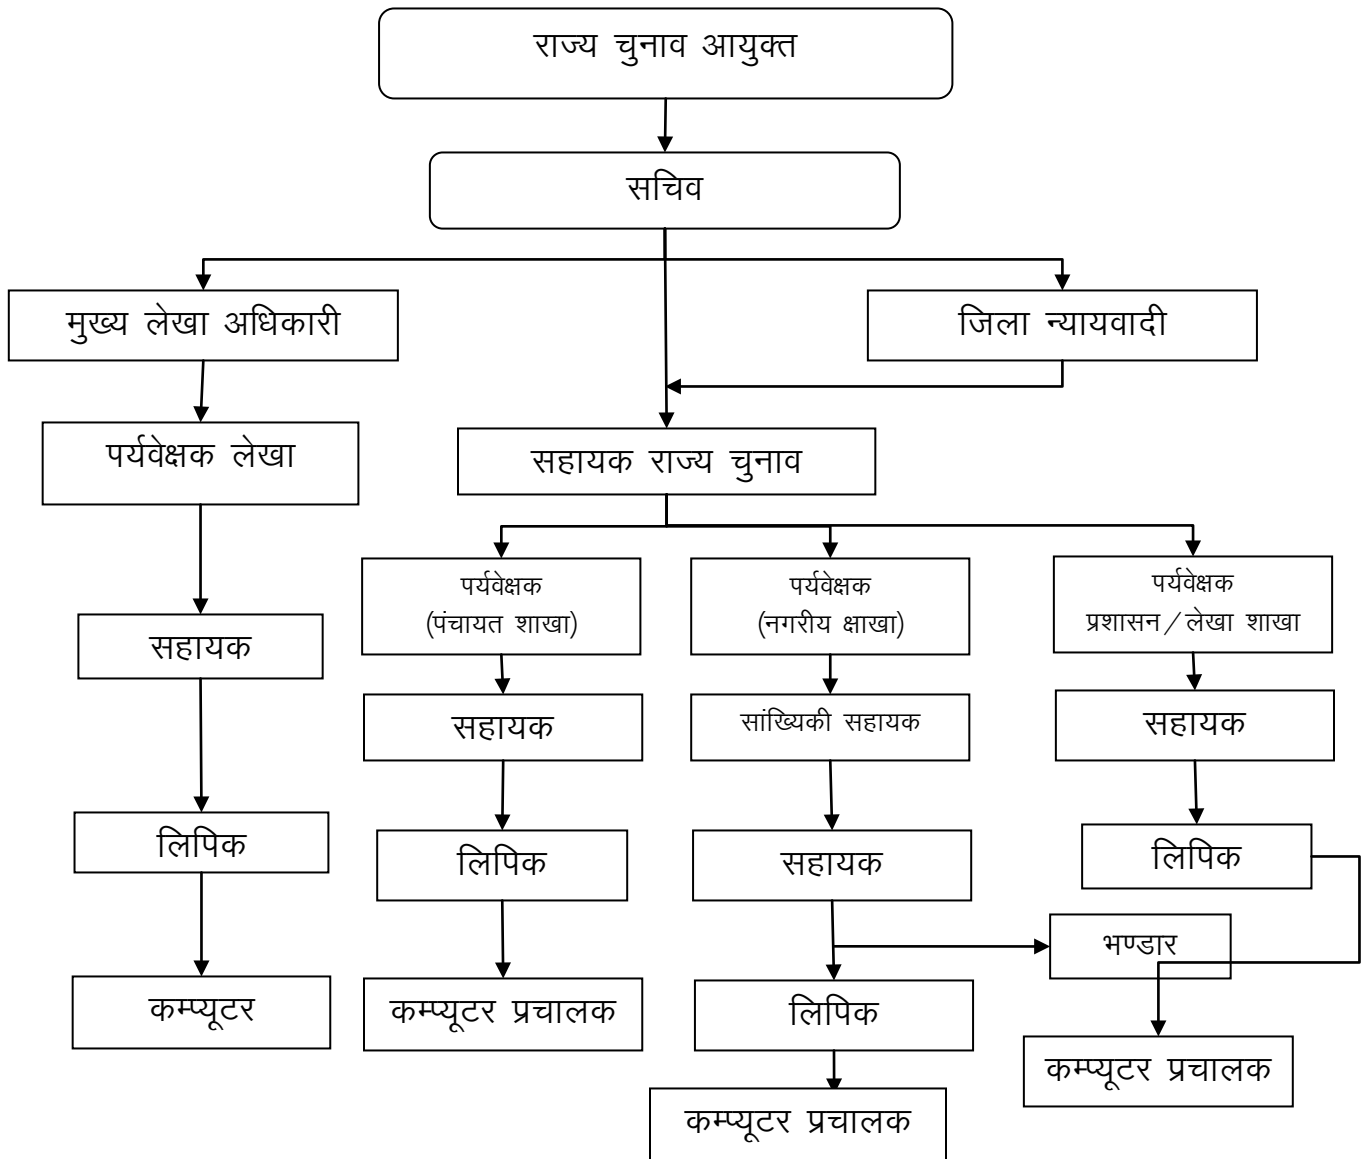 राज्य चुनाव आयुक्त
सचिव
मुख्य लेखा अधिकारी
जिला न्यायवादी
पर्यवेक्षक लेखा
सहायक राज्य चुनाव
पर्यवेक्षक
(पंचायत शाखा)
पर्यवेक्षक
(नगरीय क्षाखा)
पर्यवेक्षक
प्रशासन/लेखा शाखा
सहायक
सहायक
सांख्यिकी सहायक
सहायक
लिपिक
लिपिक
सहायक
लिपिक
भण्डार
कम्प्यूटर
कम्प्यूटर प्रचालक
लिपिक
कम्प्यूटर प्रचालक
कम्प्यूटर प्रचालक